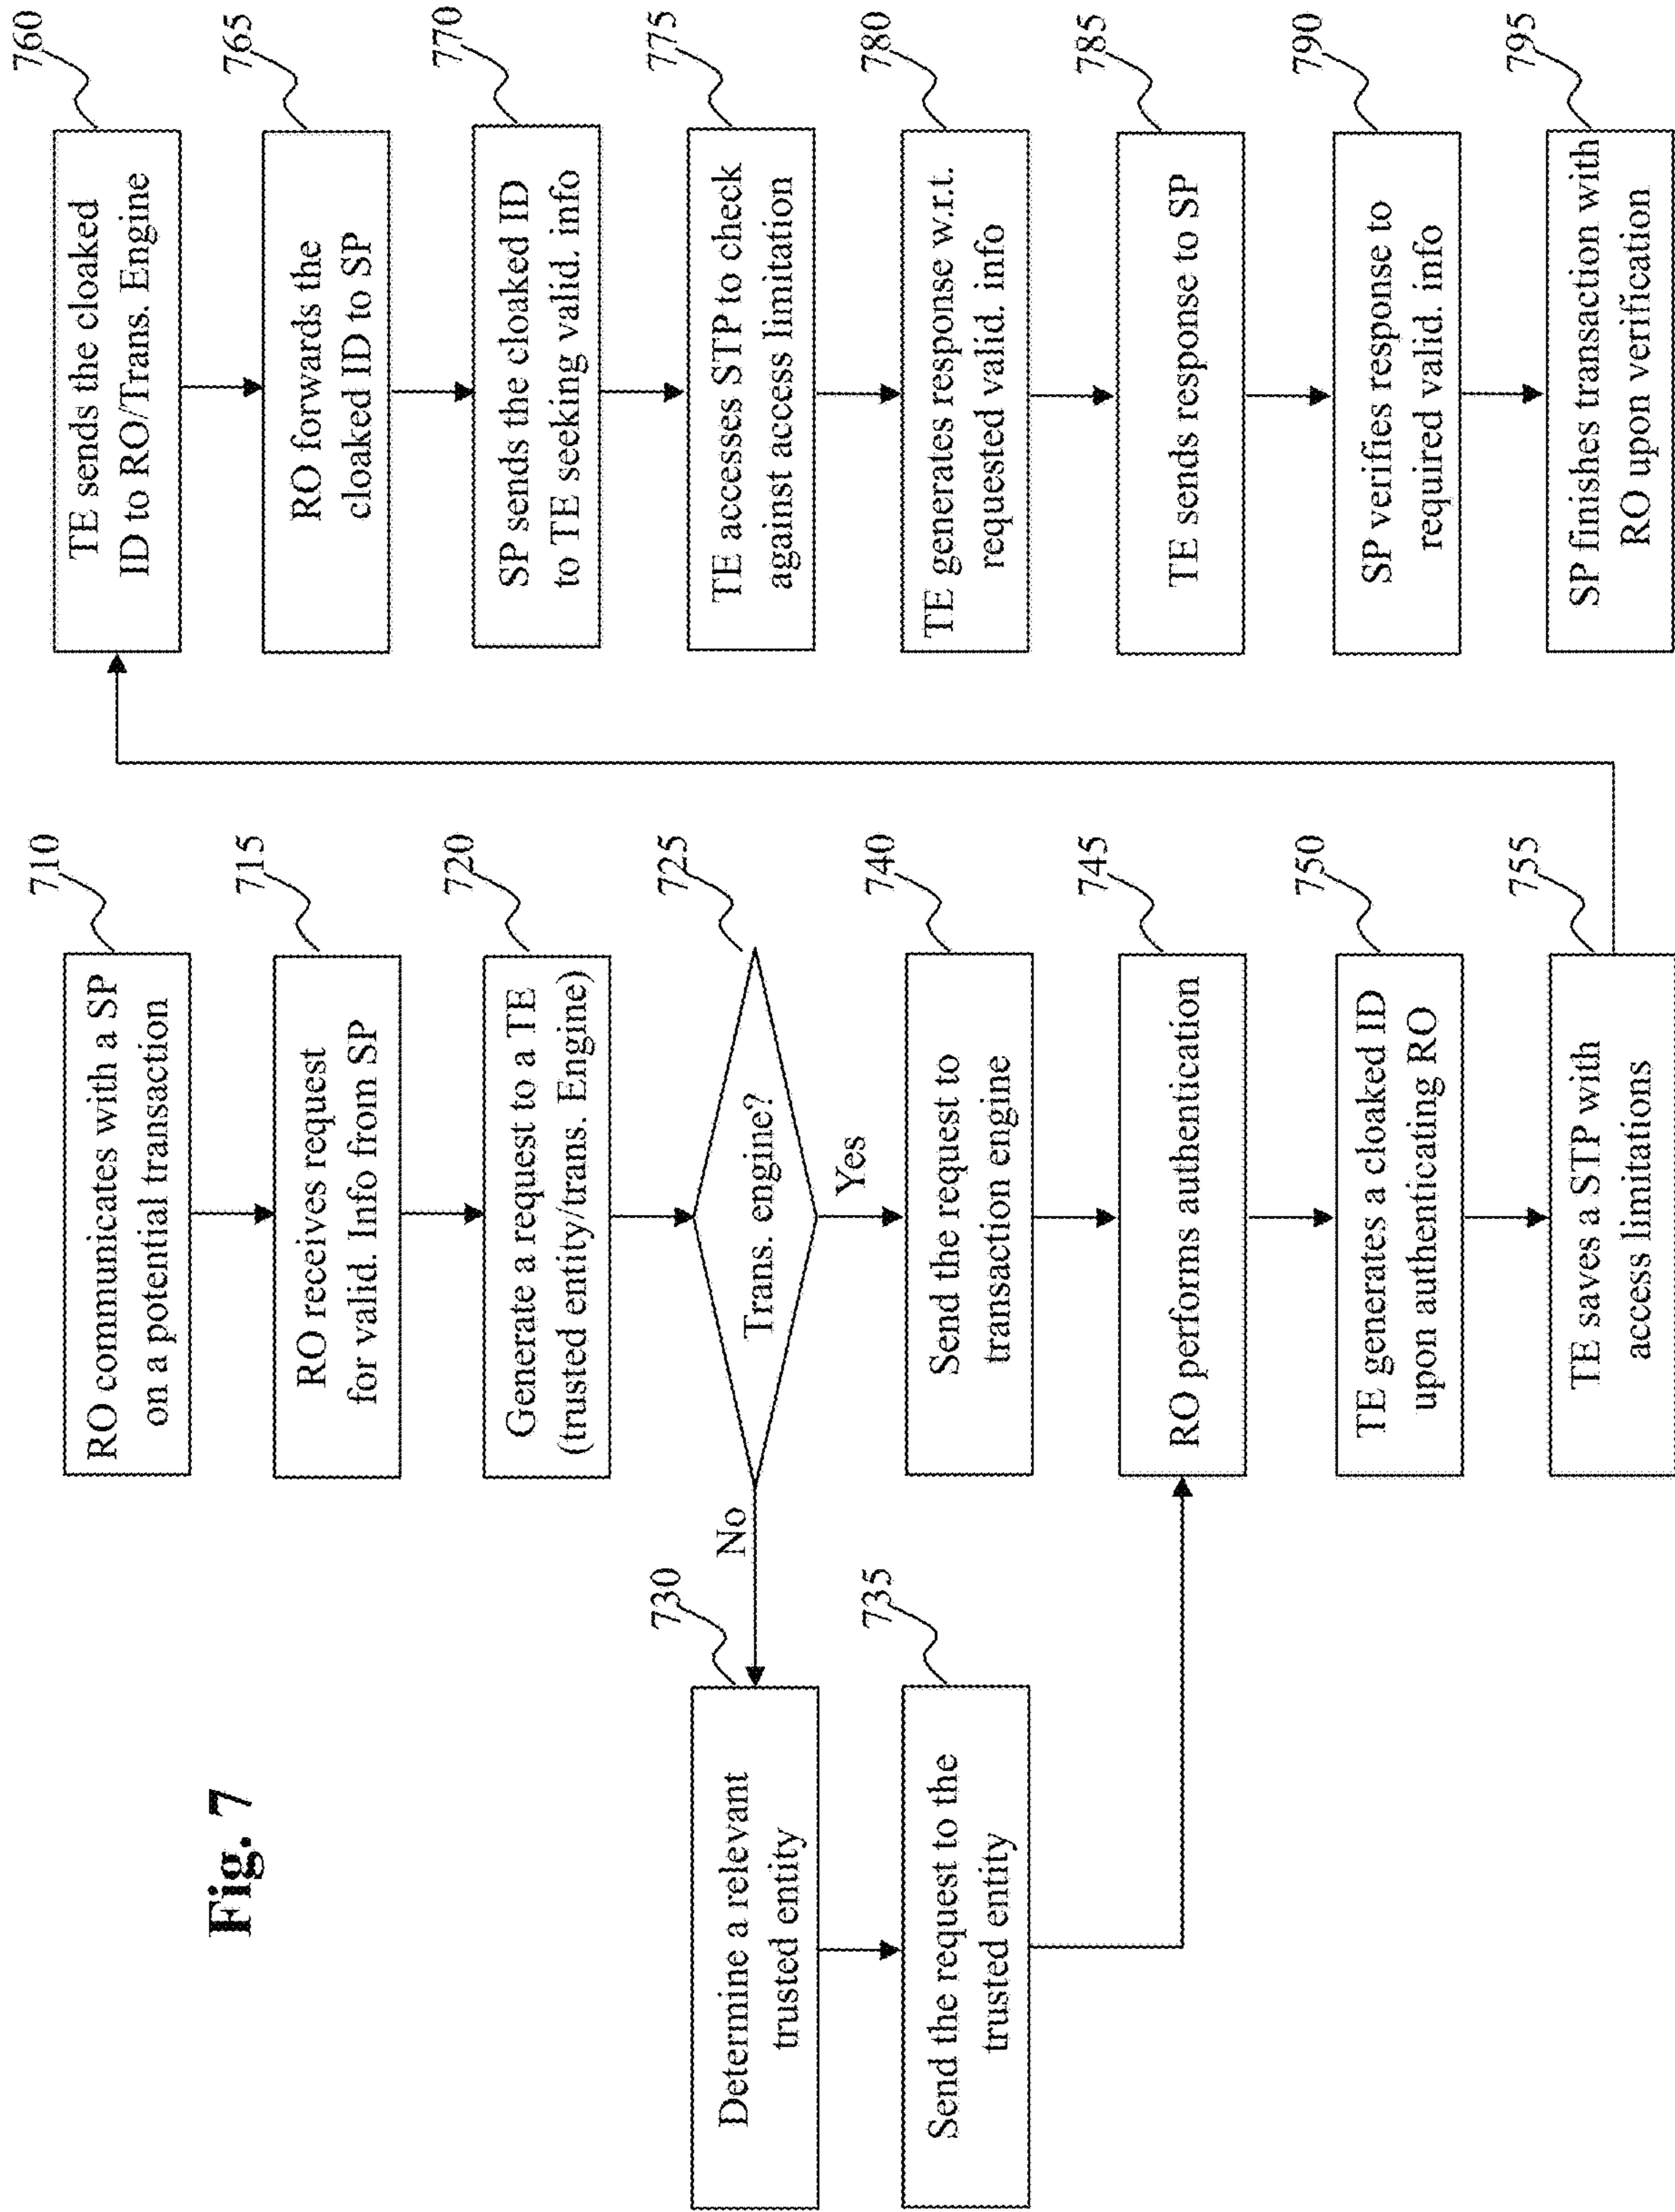 Fig. 7
710
RO communicates with a SP
on a potential transaction
715
RO receives request
for valid. Info from SP
720
Generate a request to a TE
(trusted entity/trans. Engine)
725
Trans. engine?
No
Yes
730
Determine a relevant
trusted entity
735
Send the request to the
trusted entity
740
Send the request to
transaction engine
745
RO performs authentication
750
TE generates a cloaked ID
upon authenticating RO
755
TE saves a STP with
access limitations
760
TE sends the cloaked
ID to RO/Trans. Engine
765
RO forwards the
cloaked ID to SP
770
SP sends the cloaked ID
to TE seeking valid. info
775
TE accesses STP to check
against access limitation
780
TE generates response w.r.t.
requested valid. info
785
TE sends response to SP
790
SP verifies response to
required valid. info
795
SP finishes transaction with
RO upon verification